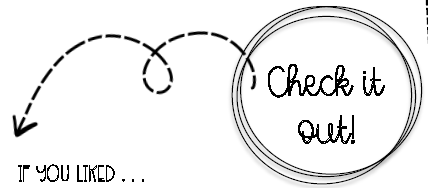 Check it
out!
IF YOU LIKED . . .